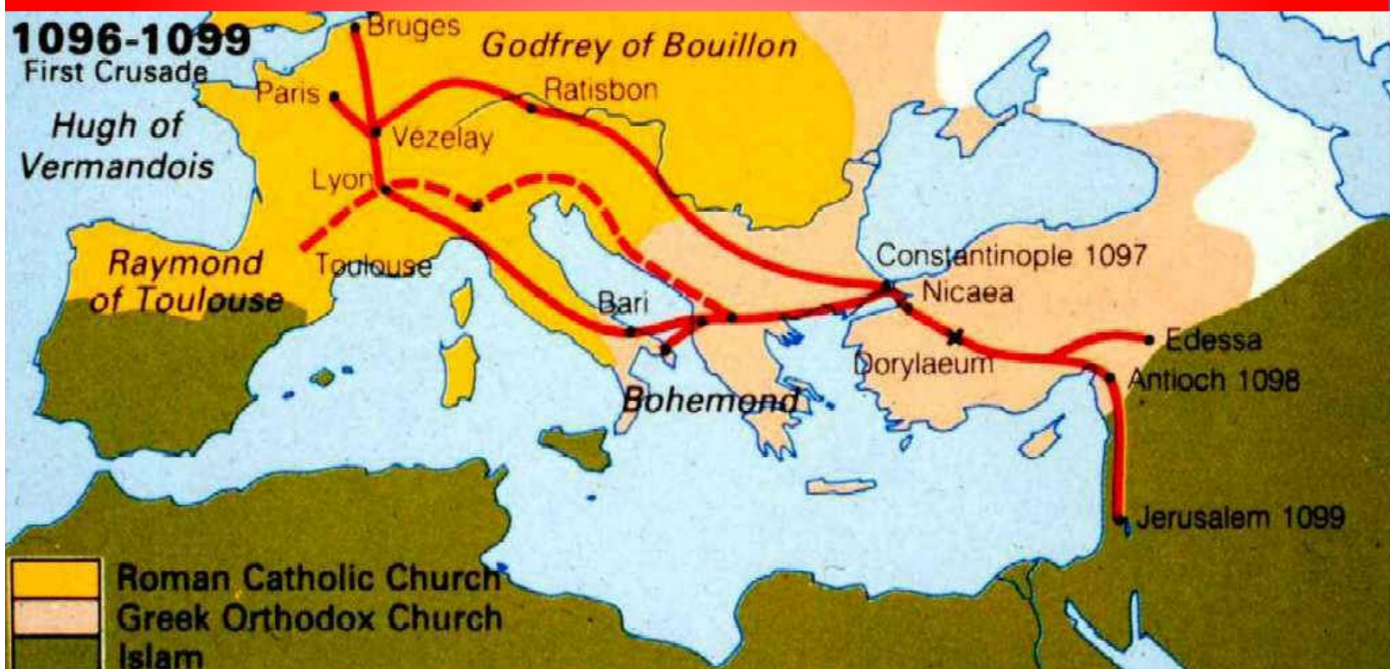 1096-1099
First Crusade
Hugh of
Vermandois
Bruges
Godfrey of Bouillon
Paris
Ratisbon
Vézelay
Lyon
Raymond
of Toulouse
Toulouse
Bari
Bohemond
Constantinople 1097
Nicaea
Dorylaeum
Edessa
Antioch 1098
Jerusalem 1099
Roman Catholic Church
Greek Orthodox Church
Islam